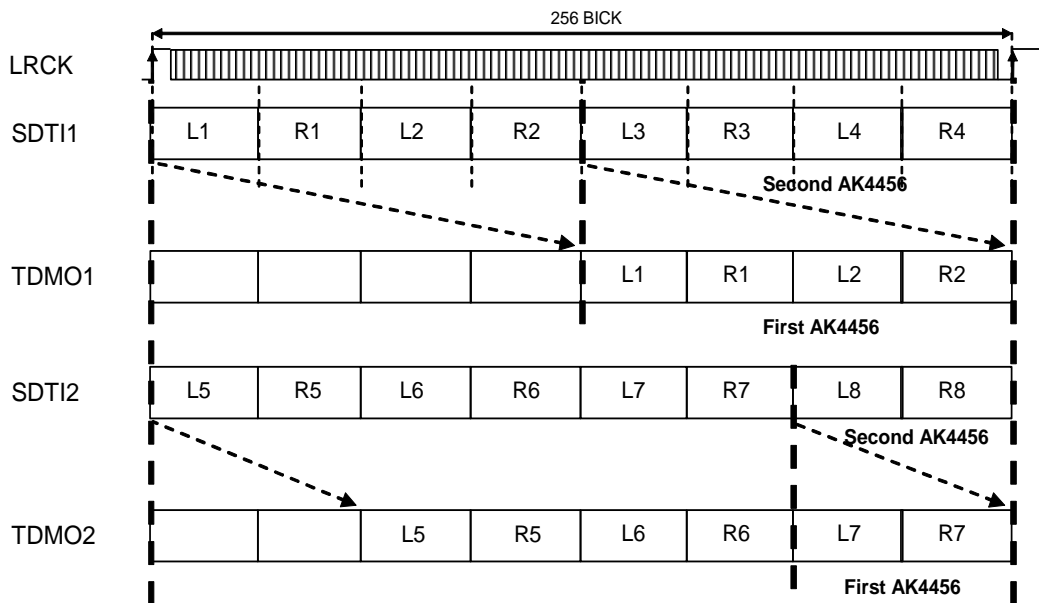 256 BICK
LRCK
SDTI1 L1 R1 L2 R2 L3 R3 L4 R4
Second AK4456
TDMO1 L1 R1 L2 R2
First AK4456
SDTI2 L5 R5 L6 R6 L7 R7 L8 R8
Second AK4456
TDMO2 L5 R5 L6 R6 L7 R7
First AK4456